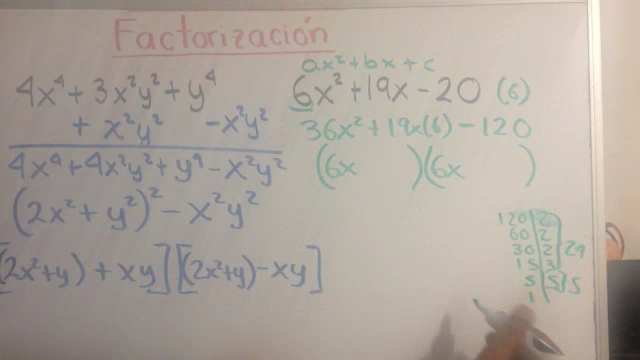 Factorización
4x⁴ + 3x²y² + y⁴
+ x²y² - x²y²
4x⁴ + 4x²y² + y⁴ - x²y²
(2x² + y²)² - x²y²
[(2x²+y) + xy][(2x²+y) - xy]
ax² + bx + c
6x² + 19x - 20 (6)
36x² + 19x(6) - 120
(6x )(6x )
120 2
60 2
30 2 24
15 3
5 5 5
1